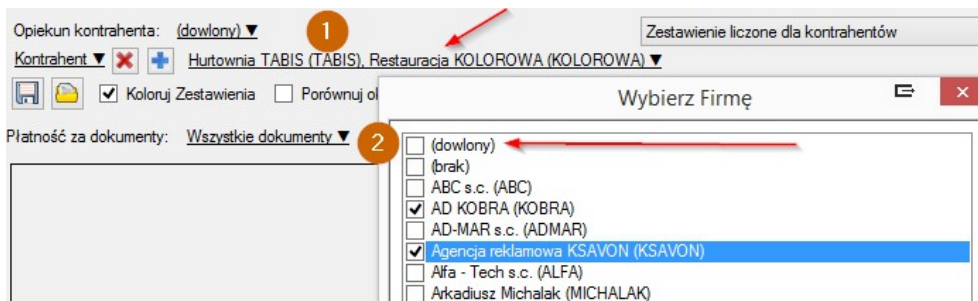 Opiekun kontrahenta: (dowlony) ▼ 1 Zestawienie liczone dla kontrahentów
Kontrahent ▼ Hurtownia TABIS (TABIS), Restauracja KOLOROWA (KOLOROWA) ▼
Koloruj Zestawienia Porównuj ol
Wybierz Firmę
Płatność za dokumenty: Wszystkie dokumenty ▼ 2
(dowlony)
(brak)
ABC s.c. (ABC)
AD KOBRA (KOBRA)
AD-MAR s.c. (ADMAR)
Agencja reklamowa KSAVON (KSAVON)
Alfa - Tech s.c. (ALFA)
Arkadiusz Michalak (MICHALAK)